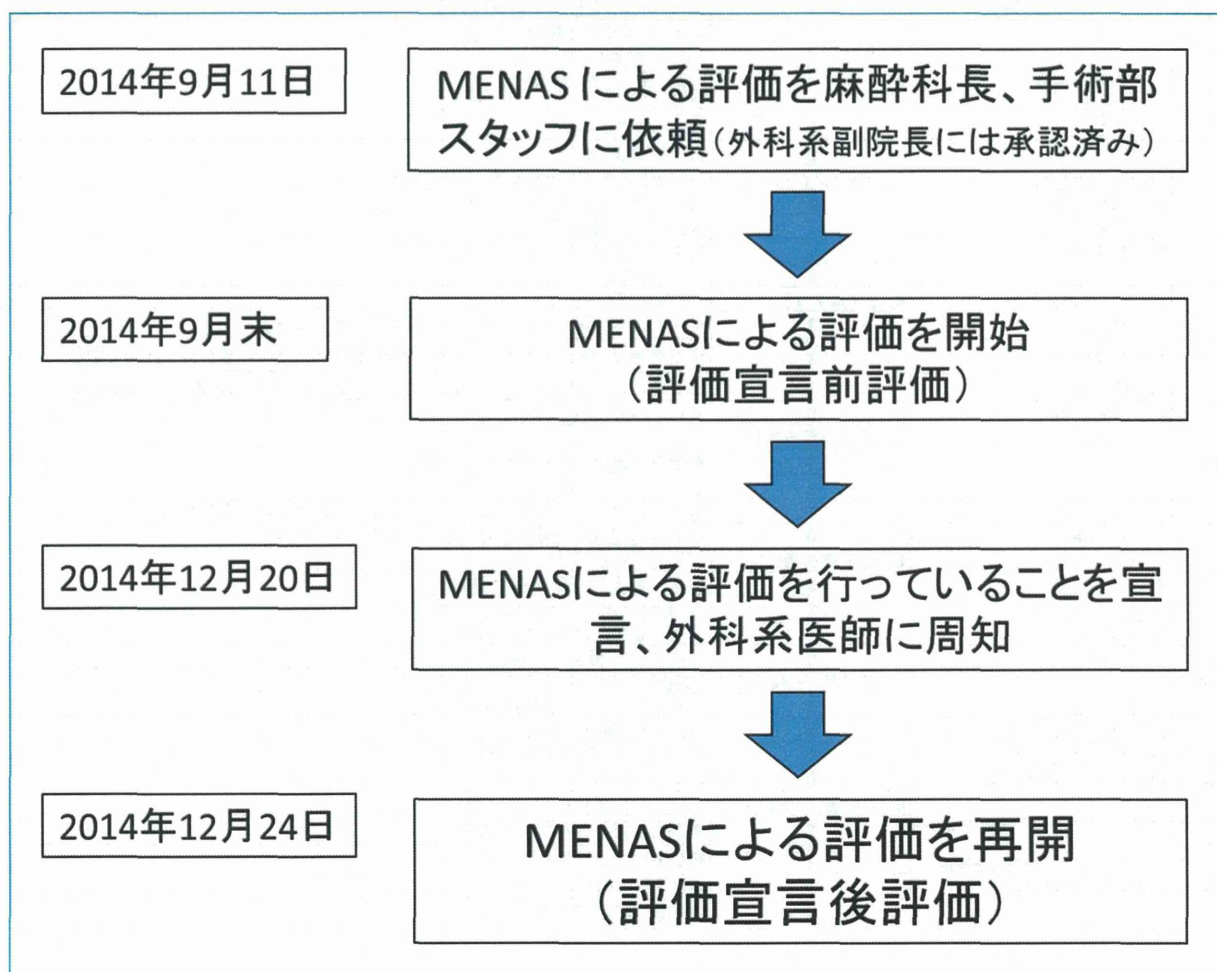 2014年9月11日
MENAS による評価を麻酔科長、手術部
スタッフに依頼(外科系副院長には承認済み)
2014年9月末
MENASによる評価を開始
(評価宣言前評価)
2014年12月20日
MENASによる評価を行っていることを宣
言、外科系医師に周知
2014年12月24日
MENASによる評価を再開
(評価宣言後評価)